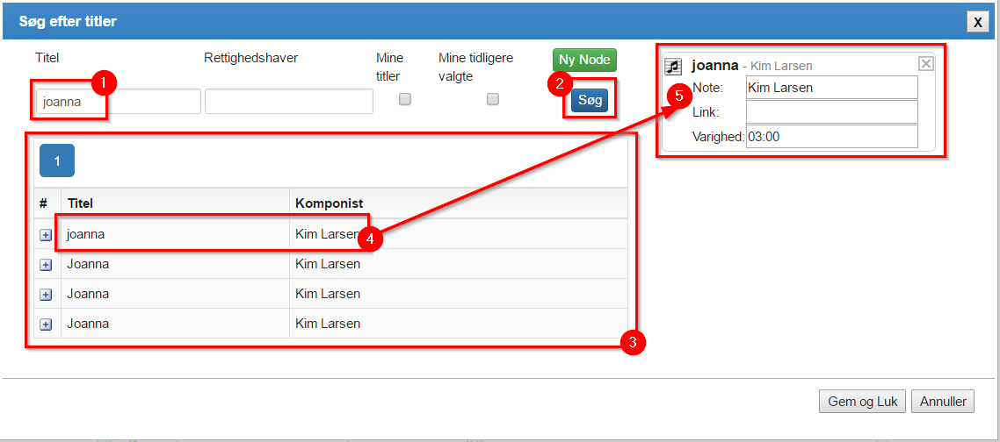 Søg efter titler
X
Titel Rettighedshaver Mine titler Mine tidligere valgte Ny Node
1
joanna
2
Søg
joanna - Kim Larsen
5
Note: Kim Larsen
Link:
Varighed: 03:00
1
# Titel Komponist
joanna Kim Larsen
4
Joanna Kim Larsen
Joanna Kim Larsen
Joanna Kim Larsen
3
Gem og Luk Annuller